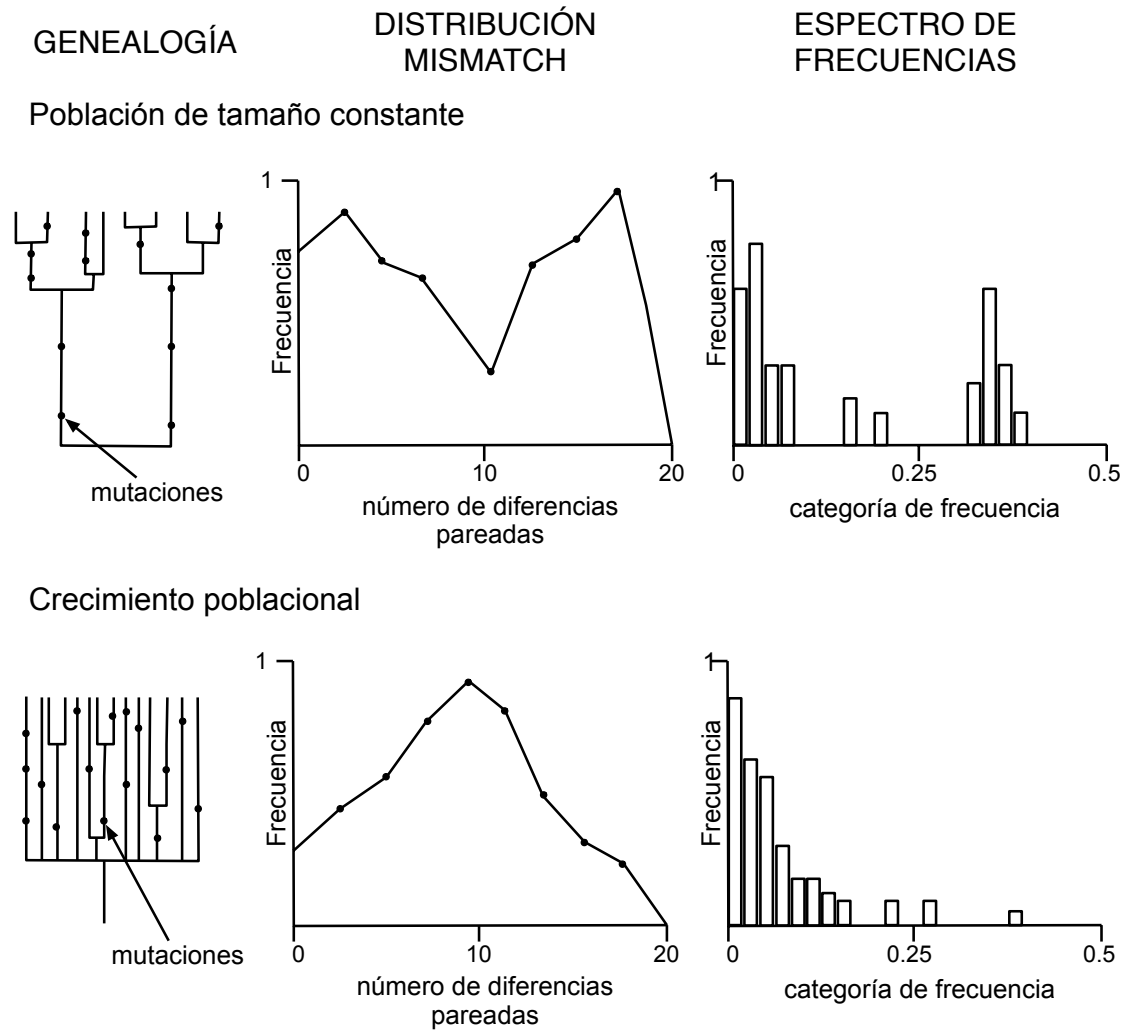 GENEALOGÍA
DISTRIBUCIÓN
MISMATCH
ESPECTRO DE
FRECUENCIAS
Población de tamaño constante
mutaciones
1
Frecuencia
0
10
20
número de diferencias
pareadas
1
Frecuencia
0
0.25
0.5
categoría de frecuencia
Crecimiento poblacional
mutaciones
1
Frecuencia
0
10
20
número de diferencias
pareadas
1
Frecuencia
0
0.25
0.5
categoría de frecuencia